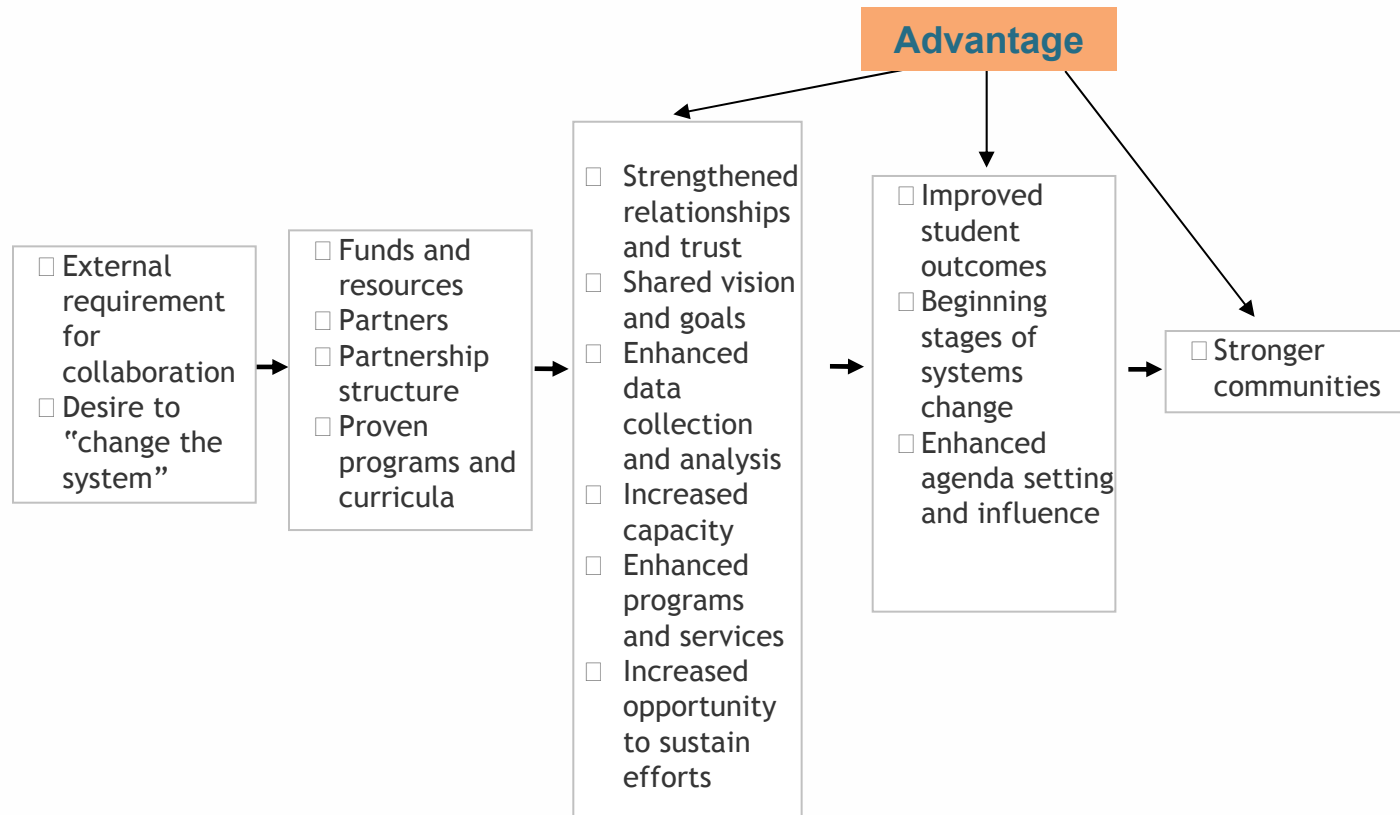 Advantage
□ External
requirement
for
collaboration
□ Desire to
“change the
system”
□ Funds and
resources
□ Partners
□ Partnership
structure
□ Proven
programs and
curricula
□ Strengthened
relationships
and trust
□ Shared vision
and goals
□ Enhanced
data
collection
and analysis
□ Increased
capacity
□ Enhanced
programs
and services
□ Increased
opportunity
to sustain
efforts
□ Improved
student
outcomes
□ Beginning
stages of
systems
change
□ Enhanced
agenda setting
and influence
□ Stronger
communities